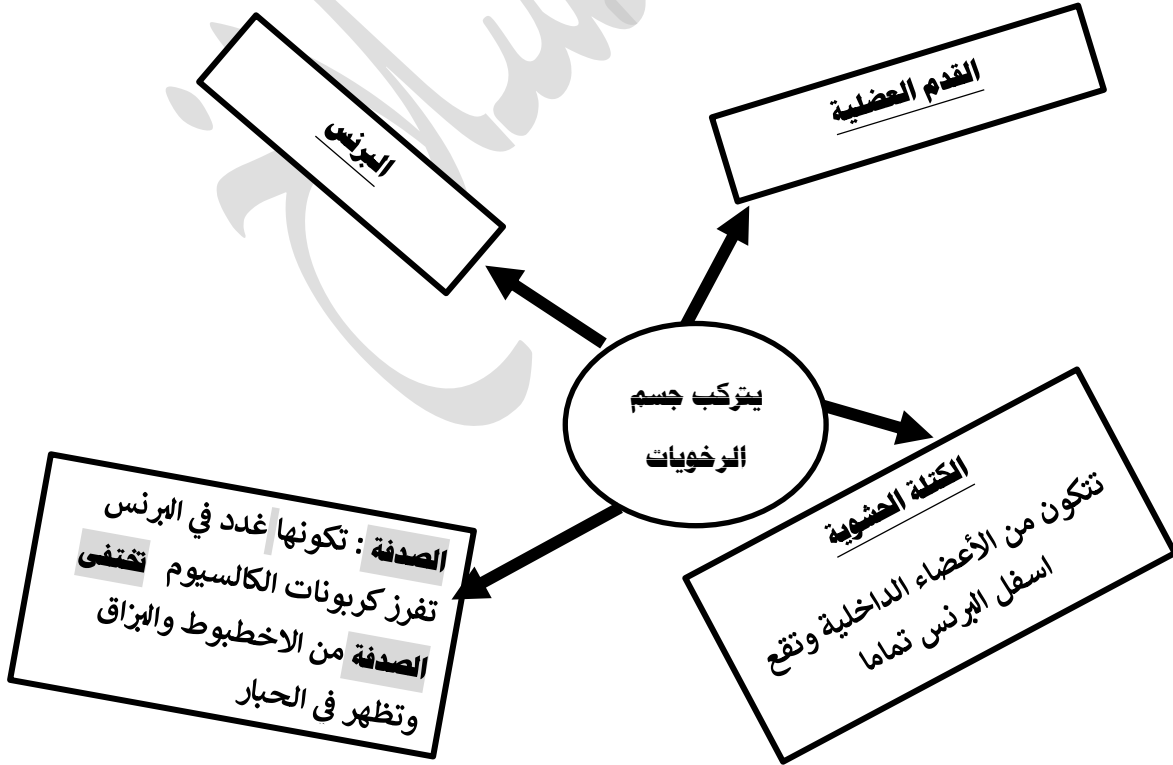 القدم العضلية
البرنس
يتركب جسم
الرخويات
الكتلة الحشوية
تتكون من الأعضاء الداخلية وتقع
اسفل البرنس تماما
الصدفة : تكونها غدد في البرنس
تفرز كربونات الكالسيوم تختفى
الصدفة من الاخطبوط والبزاق
وتظهر في الحبار